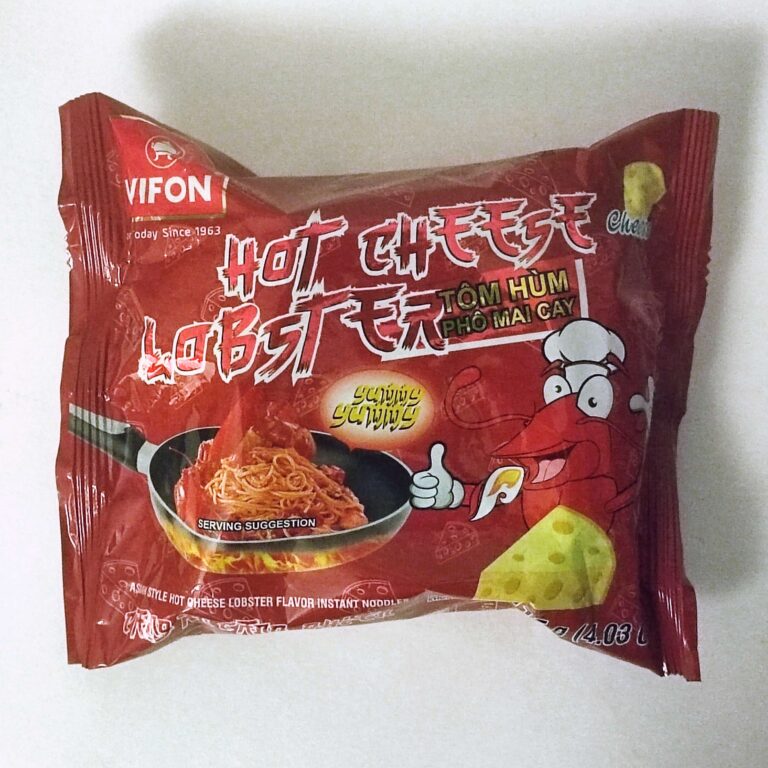 VIFON
oday Since 1963
HOT CHEESE
LOBSTER
TÔM HÙM
PHÔ MAI CAY
yummy
yummy
SERVING SUGGESTION
ASIAN STYLE HOT CHEESE LOBSTER FLAVOR INSTANT NOODLE
g (4.03